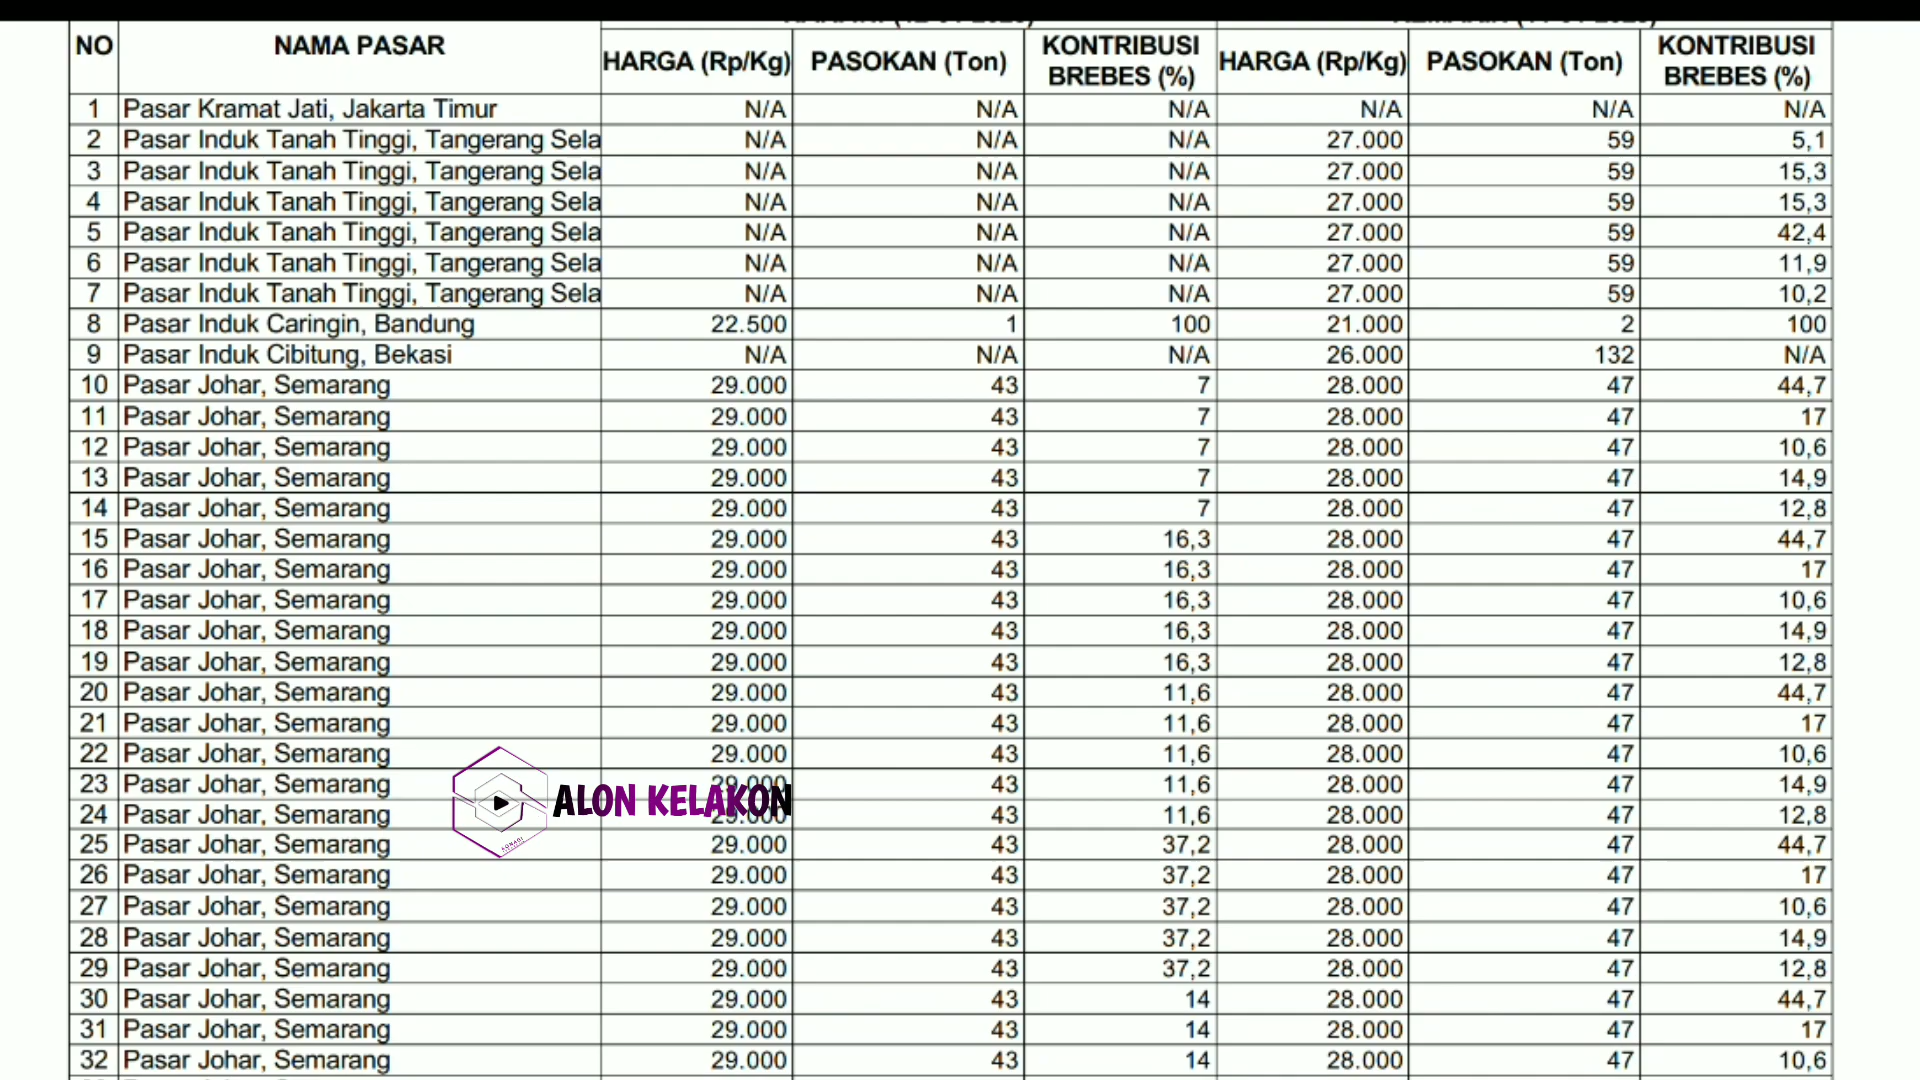 NO NAMA PASAR HARGA (Rp/Kg) PASOKAN (Ton) KONTRIBUSI BREBES (%) HARGA (Rp/Kg) PASOKAN (Ton) KONTRIBUSI BREBES (%)
1 Pasar Kramat Jati, Jakarta Timur N/A N/A N/A N/A N/A N/A
2 Pasar Induk Tanah Tinggi, Tangerang Sela N/A N/A N/A 27.000 59 5,1
3 Pasar Induk Tanah Tinggi, Tangerang Sela N/A N/A N/A 27.000 59 15,3
4 Pasar Induk Tanah Tinggi, Tangerang Sela N/A N/A N/A 27.000 59 15,3
5 Pasar Induk Tanah Tinggi, Tangerang Sela N/A N/A N/A 27.000 59 42,4
6 Pasar Induk Tanah Tinggi, Tangerang Sela N/A N/A N/A 27.000 59 11,9
7 Pasar Induk Tanah Tinggi, Tangerang Sela N/A N/A N/A 27.000 59 10,2
8 Pasar Induk Caringin, Bandung 22.500 1 100 21.000 2 100
9 Pasar Induk Cibitung, Bekasi N/A N/A N/A 26.000 132 N/A
10 Pasar Johar, Semarang 29.000 43 7 28.000 47 44,7
11 Pasar Johar, Semarang 29.000 43 7 28.000 47 17
12 Pasar Johar, Semarang 29.000 43 7 28.000 47 10,6
13 Pasar Johar, Semarang 29.000 43 7 28.000 47 14,9
14 Pasar Johar, Semarang 29.000 43 7 28.000 47 12,8
15 Pasar Johar, Semarang 29.000 43 16,3 28.000 47 44,7
16 Pasar Johar, Semarang 29.000 43 16,3 28.000 47 17
17 Pasar Johar, Semarang 29.000 43 16,3 28.000 47 10,6
18 Pasar Johar, Semarang 29.000 43 16,3 28.000 47 14,9
19 Pasar Johar, Semarang 29.000 43 16,3 28.000 47 12,8
20 Pasar Johar, Semarang 29.000 43 11,6 28.000 47 44,7
21 Pasar Johar, Semarang 29.000 43 11,6 28.000 47 17
22 Pasar Johar, Semarang 29.000 43 11,6 28.000 47 10,6
23 Pasar Johar, Semarang 29.000 43 11,6 28.000 47 14,9
ALON KELAKON
24 Pasar Johar, Semarang 29.000 43 11,6 28.000 47 12,8
25 Pasar Johar, Semarang 29.000 43 37,2 28.000 47 44,7
26 Pasar Johar, Semarang 29.000 43 37,2 28.000 47 17
27 Pasar Johar, Semarang 29.000 43 37,2 28.000 47 10,6
28 Pasar Johar, Semarang 29.000 43 37,2 28.000 47 14,9
29 Pasar Johar, Semarang 29.000 43 37,2 28.000 47 12,8
30 Pasar Johar, Semarang 29.000 43 14 28.000 47 44,7
31 Pasar Johar, Semarang 29.000 43 14 28.000 47 17
32 Pasar Johar, Semarang 29.000 43 14 28.000 47 10,6